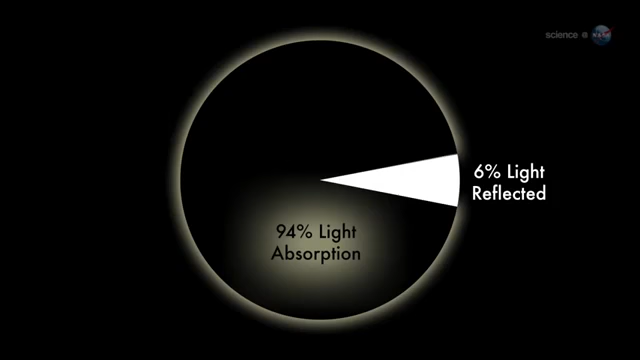 science @ NASA
6% Light
Reflected
94% Light
Absorption